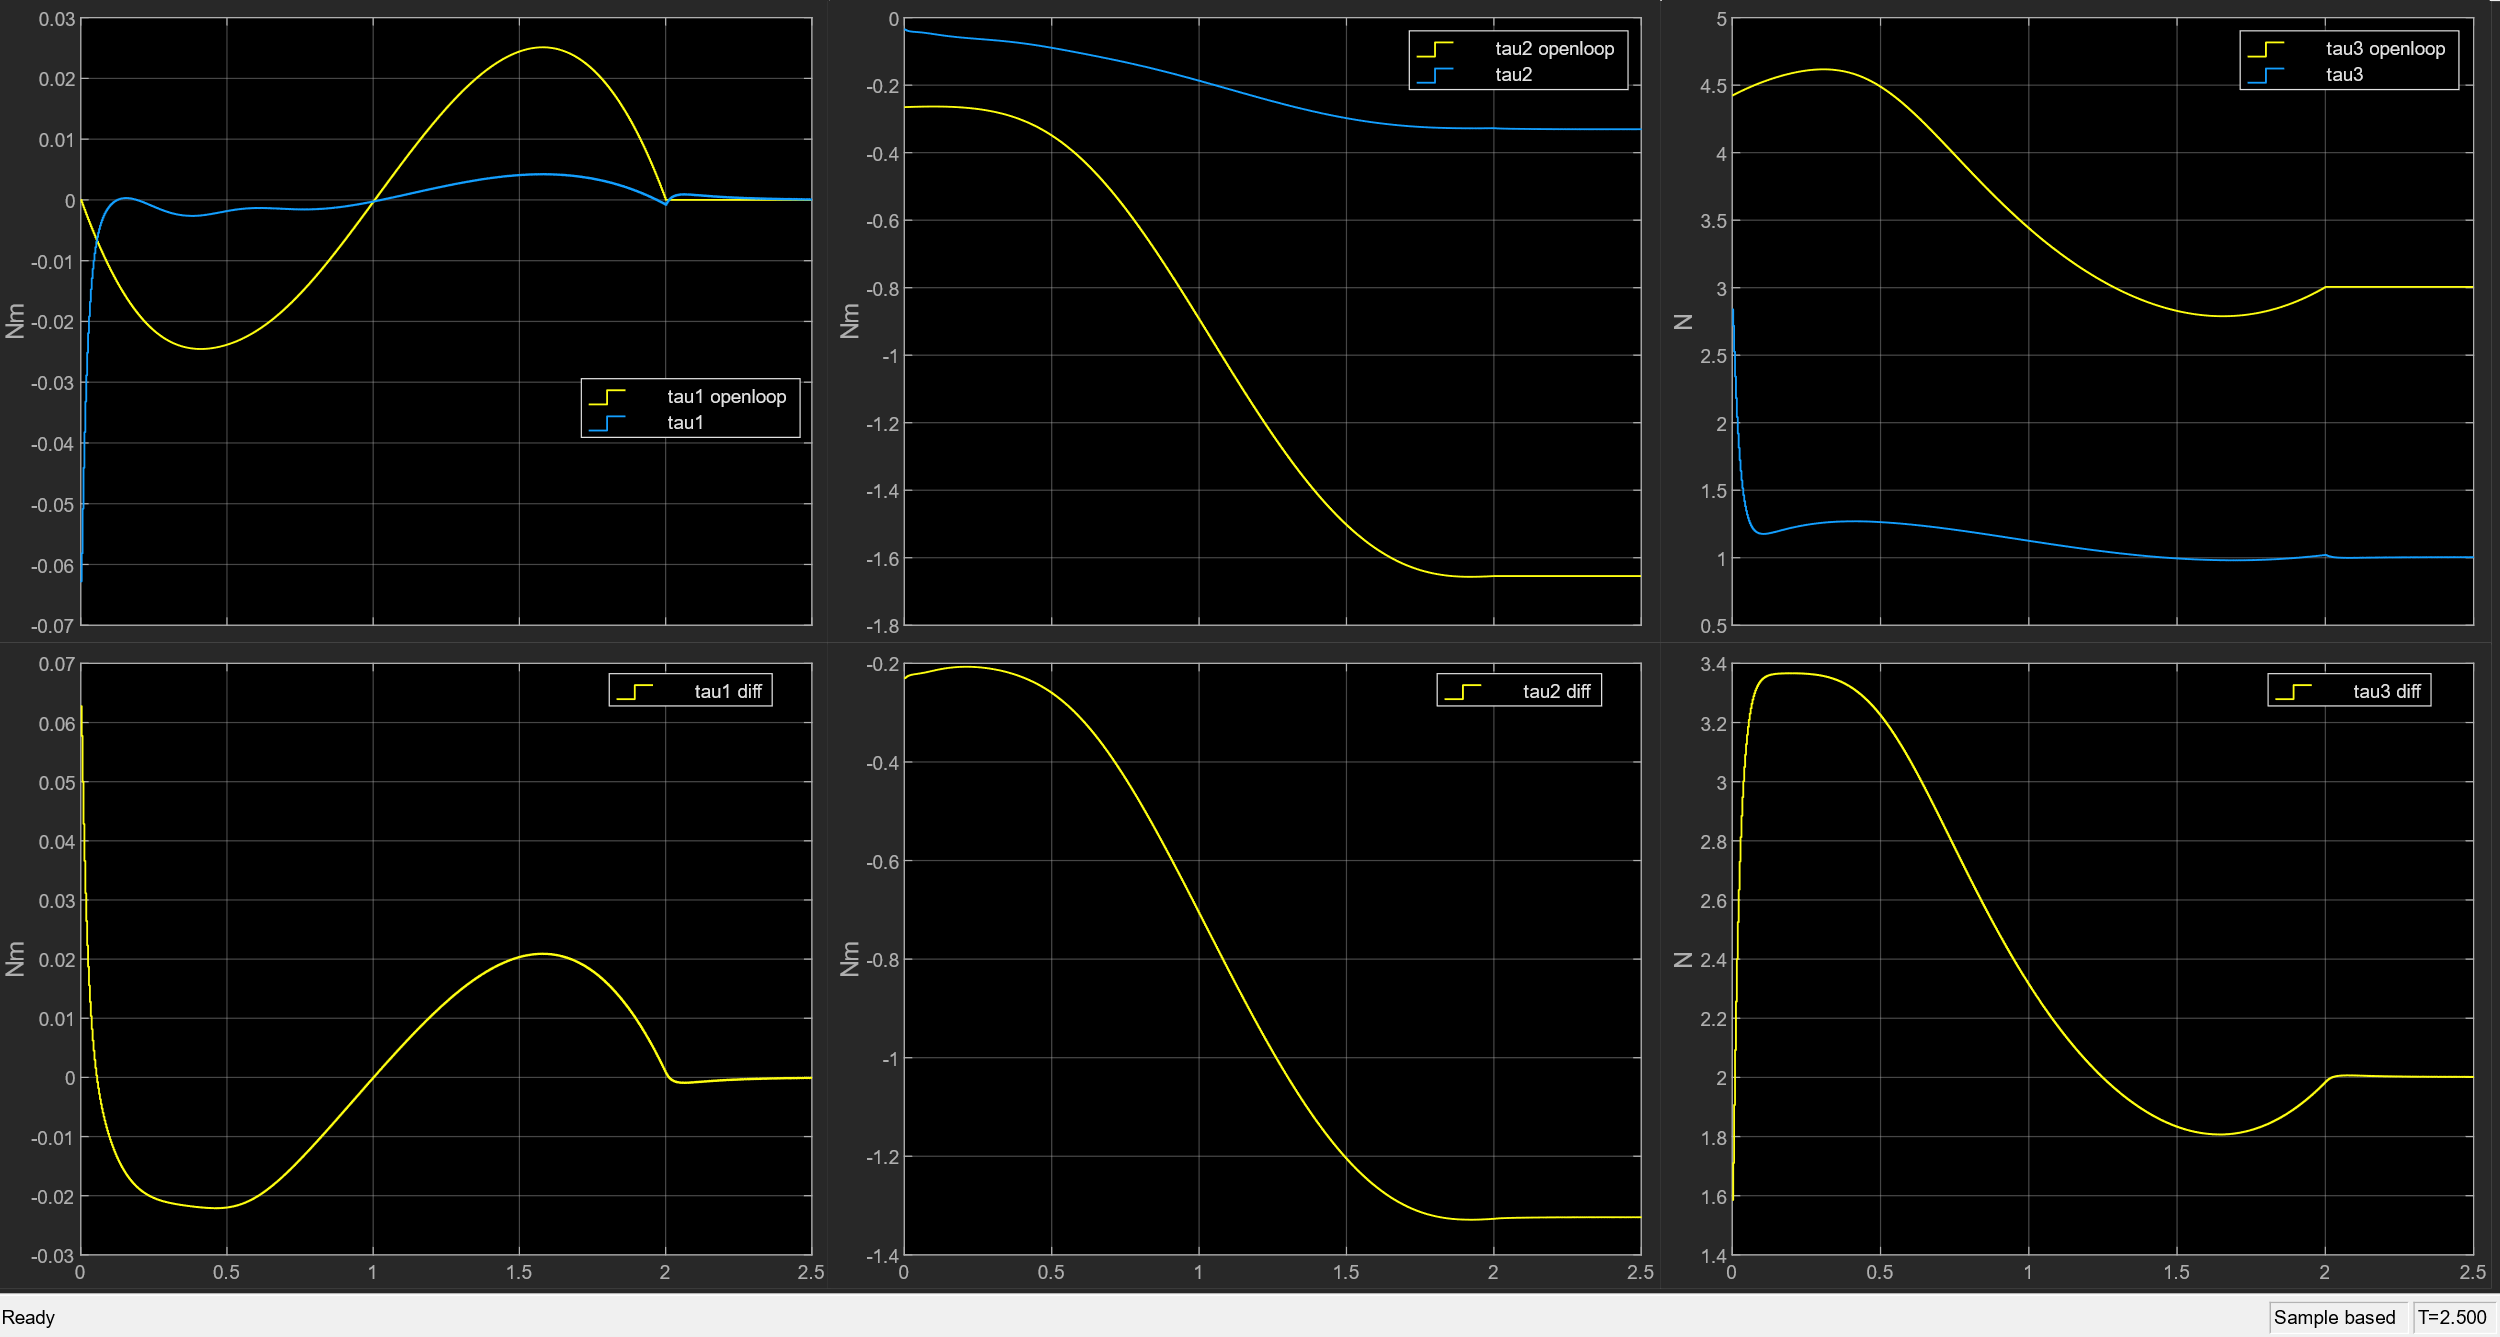 0.03
0.02
0.01
0
-0.01
-0.02
-0.03
-0.04
-0.05
-0.06
-0.07
Nm
tau1 openloop
tau1
0
-0.2
-0.4
-0.6
-0.8
-1
-1.2
-1.4
-1.6
-1.8
Nm
tau2 openloop
tau2
5
4.5
4
3.5
3
2.5
2
1.5
1
0.5
N
tau3 openloop
tau3
0.07
0.06
0.05
0.04
0.03
0.02
0.01
0
-0.01
-0.02
-0.03
Nm
tau1 diff
0 0.5 1 1.5 2 2.5
-0.2
-0.4
-0.6
-0.8
-1
-1.2
-1.4
Nm
tau2 diff
0 0.5 1 1.5 2 2.5
3.4
3.2
3
2.8
2.6
2.4
2.2
2
1.8
1.6
1.4
N
tau3 diff
0 0.5 1 1.5 2 2.5
Ready
Sample based
T=2.500